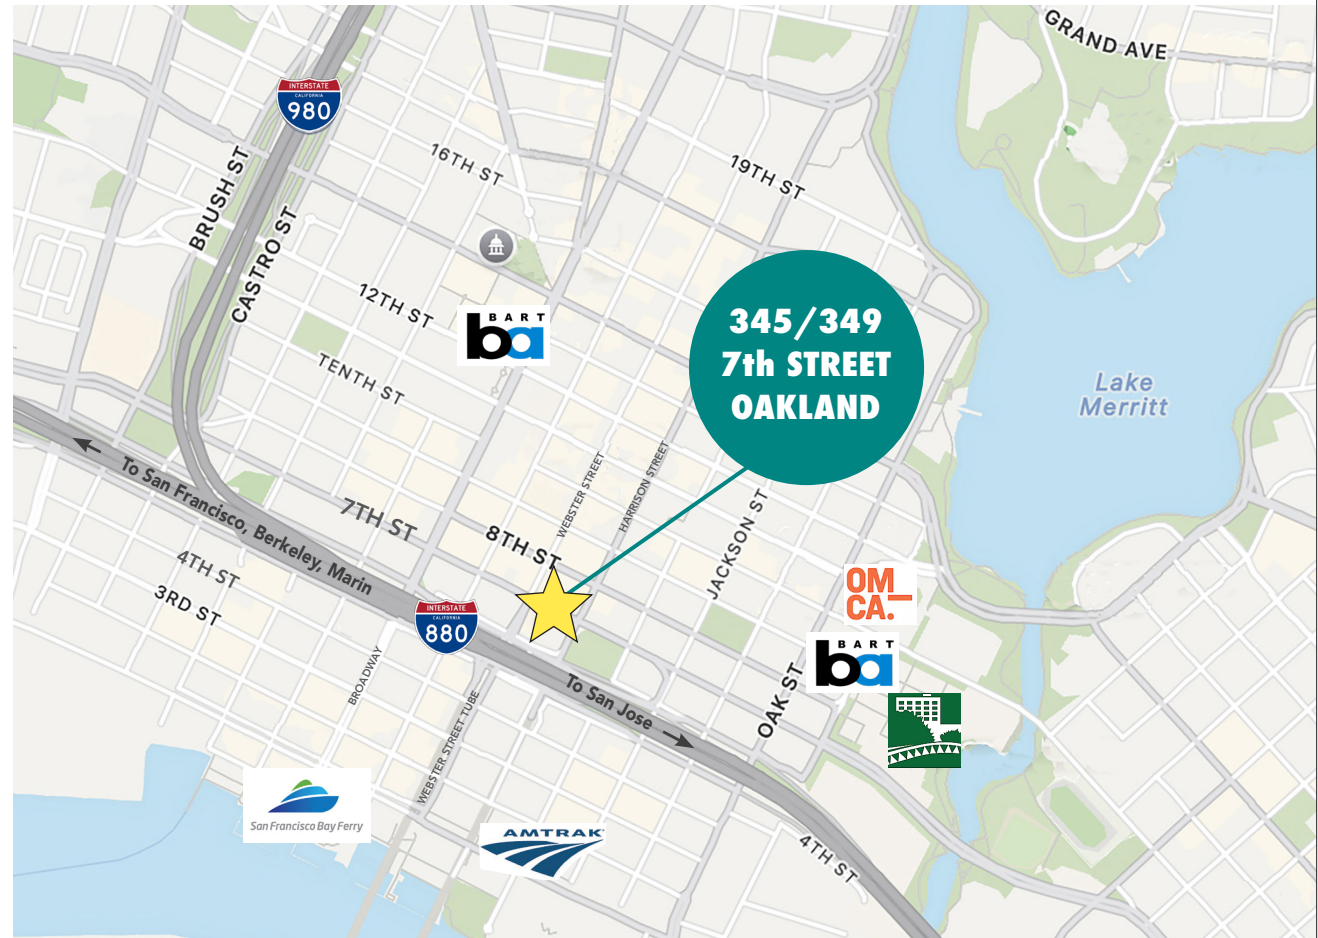 GRAND AVE
INTERSTATE
CALIFORNIA
980
16TH ST
19TH ST
BRUSH ST
CASTRO ST
12TH ST
BART
ba
TENTH ST
345/349
7th STREET
OAKLAND
Lake
Merritt
To San Francisco, Berkeley, Marin
7TH ST
8TH ST
WEBSTER STREET
HARRISON STREET
JACKSON ST
4TH ST
3RD ST
INTERSTATE
CALIFORNIA
880
OM
CA.
BART
ba
BROADWAY
To San Jose
OAK ST
WEBSTER STREET TUBE
San Francisco Bay Ferry
AMTRAK
4TH ST